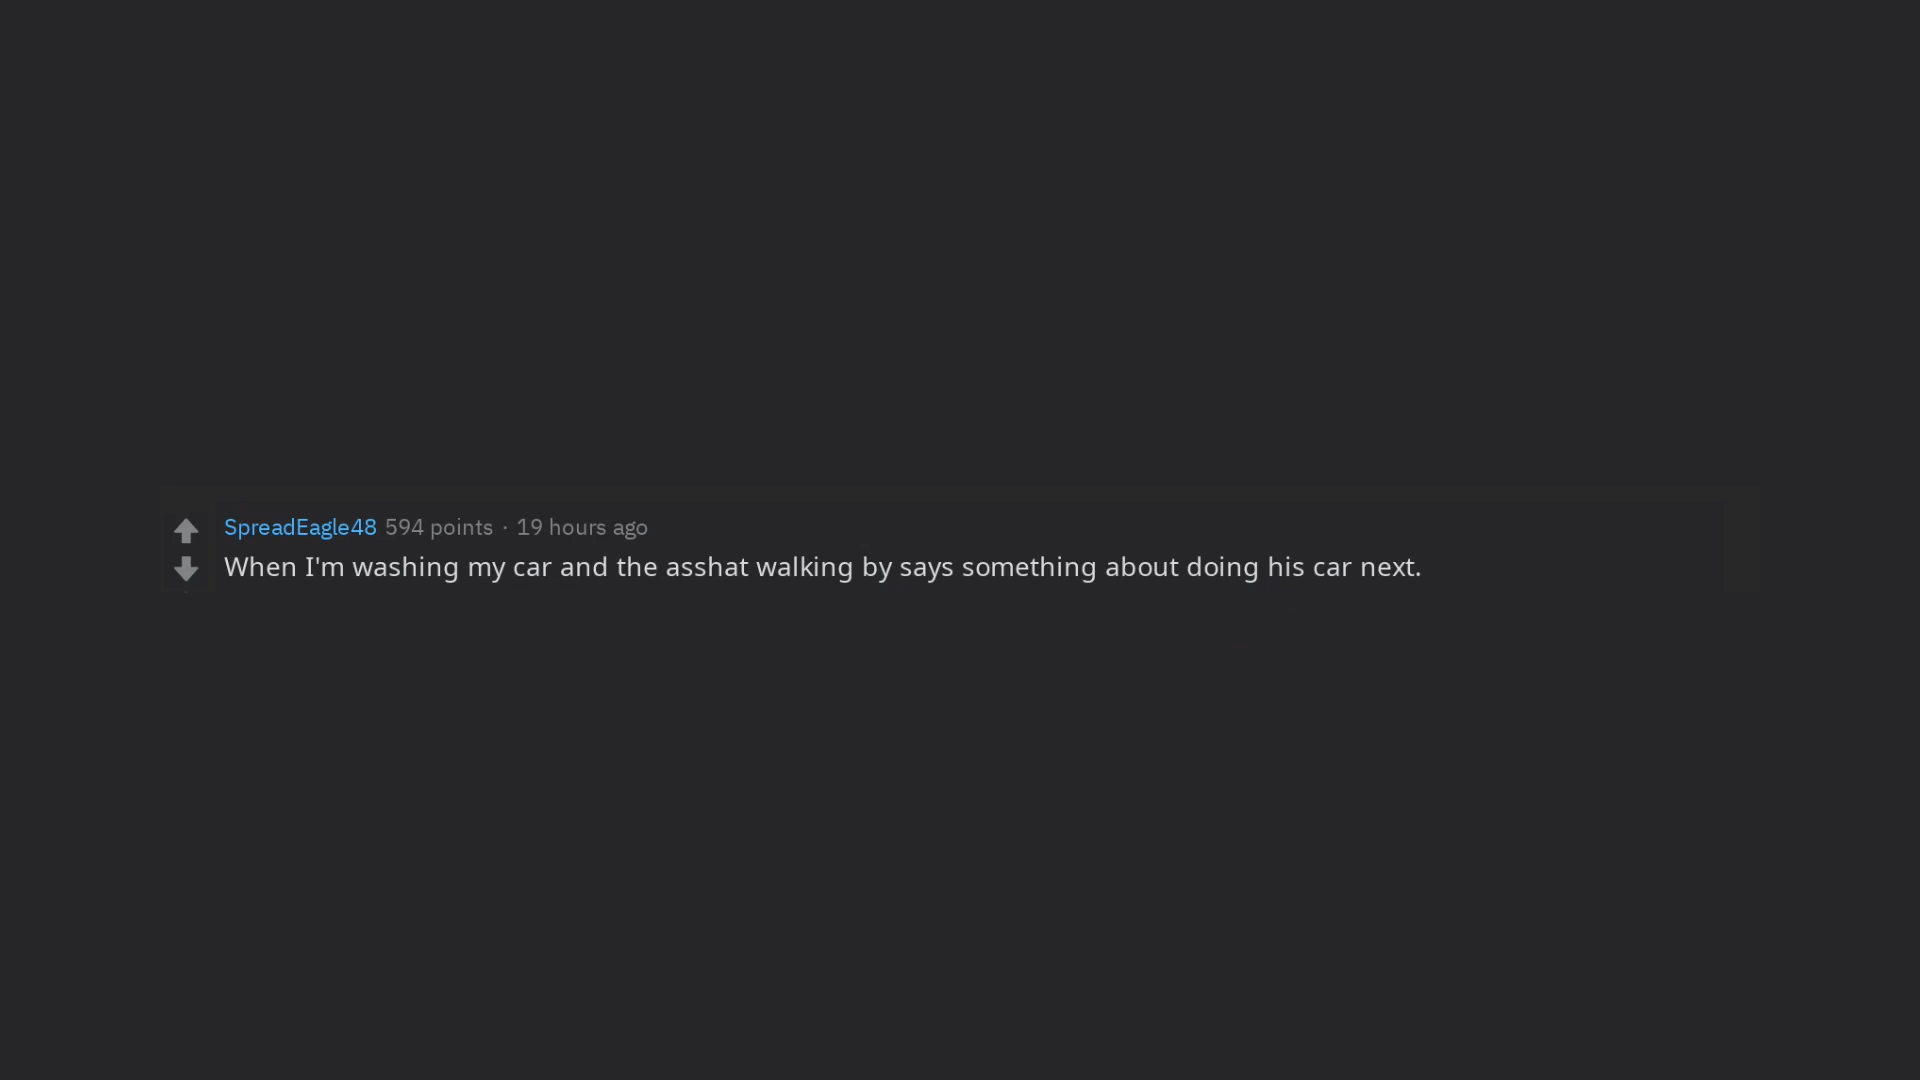 SpreadEagle48 594 points · 19 hours ago
When I'm washing my car and the asshat walking by says something about doing his car next.